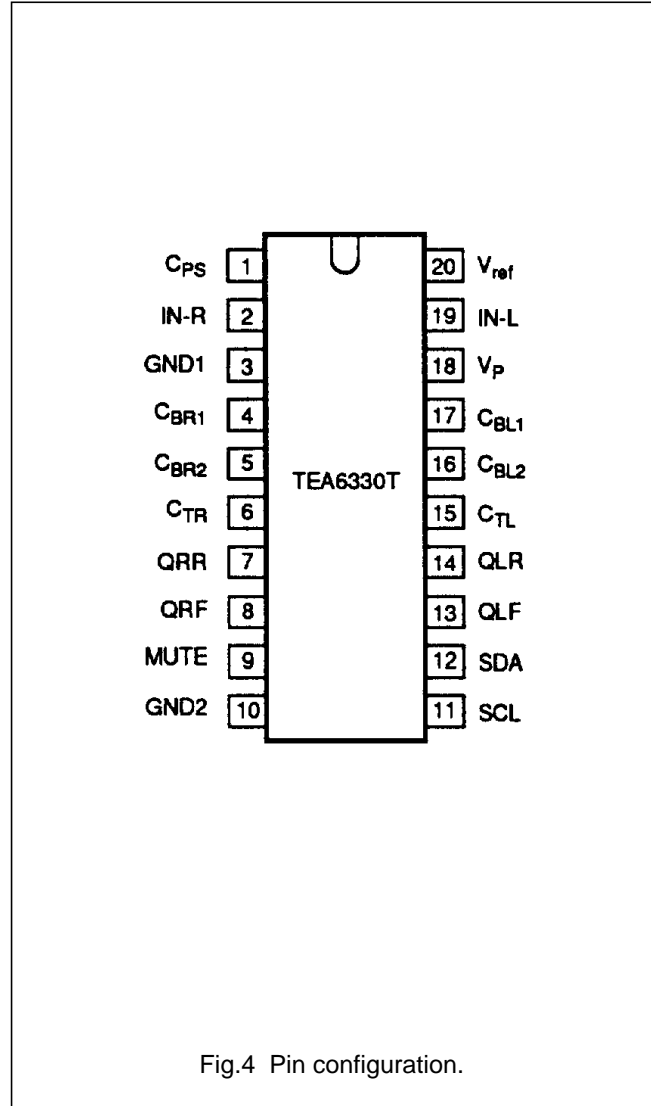 C_PS 1 20 V_ref
IN-R 2 19 IN-L
GND1 3 18 V_P
C_BR1 4 17 C_BL1
C_BR2 5 16 C_BL2
TEA6330T
C_TR 6 15 C_TL
QRR 7 14 QLR
QRF 8 13 QLF
MUTE 9 12 SDA
GND2 10 11 SCL
Fig.4 Pin configuration.